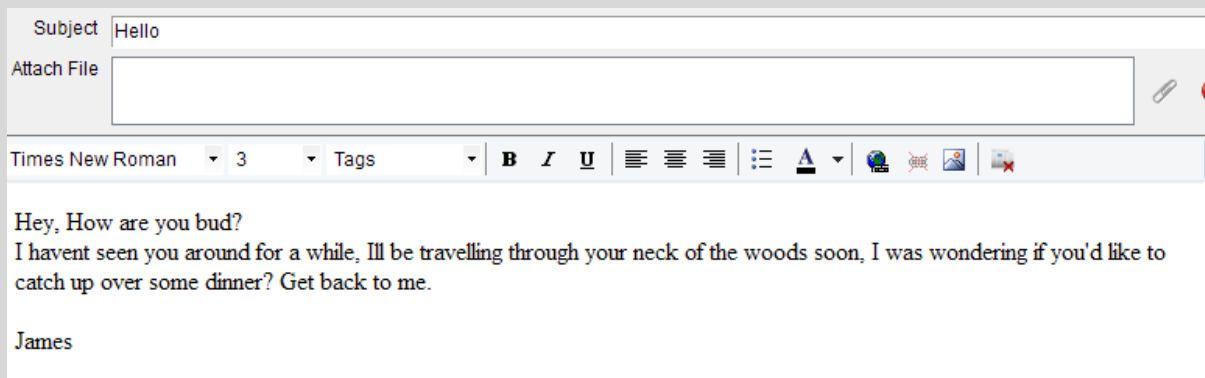 Subject Hello
Attach File
Times New Roman 3 Tags B I U A
Hey, How are you bud?
I havent seen you around for a while, Ill be travelling through your neck of the woods soon, I was wondering if you'd like to
catch up over some dinner? Get back to me.
James